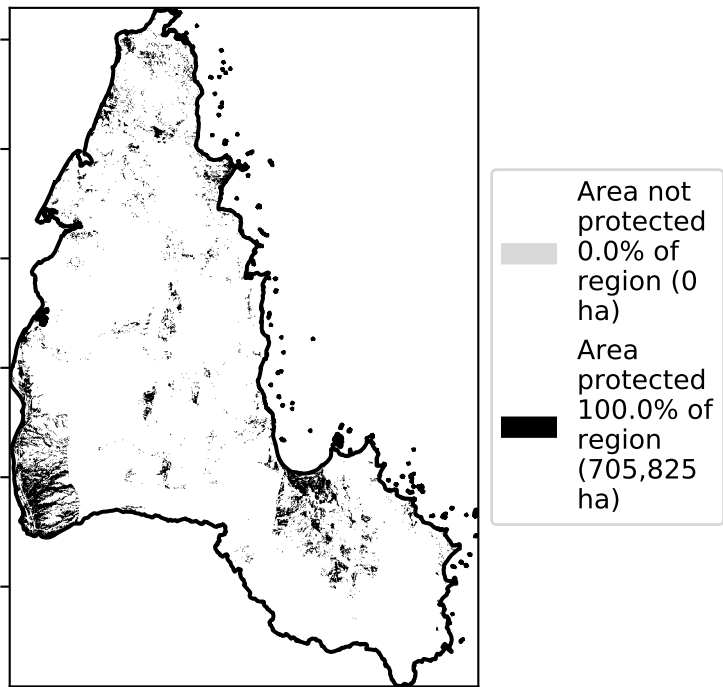 Area not
protected
0.0% of
region (0
ha)
Area
protected
100.0% of
region
(705,825
ha)